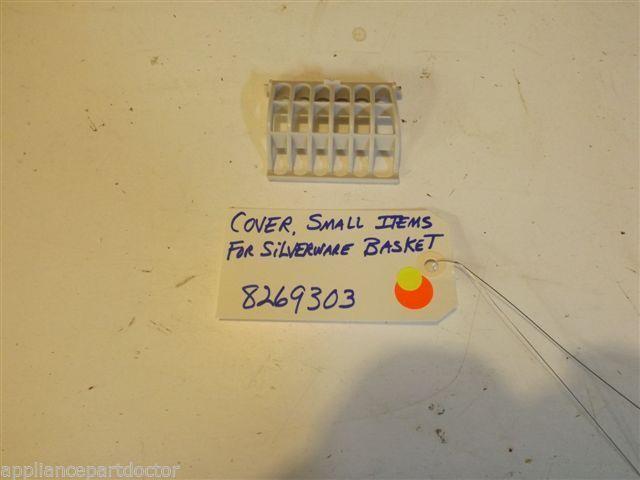 COVER, SMALL ITEMS
FOR SILVERWARE BASKET
8269303
appliancepartdoctor